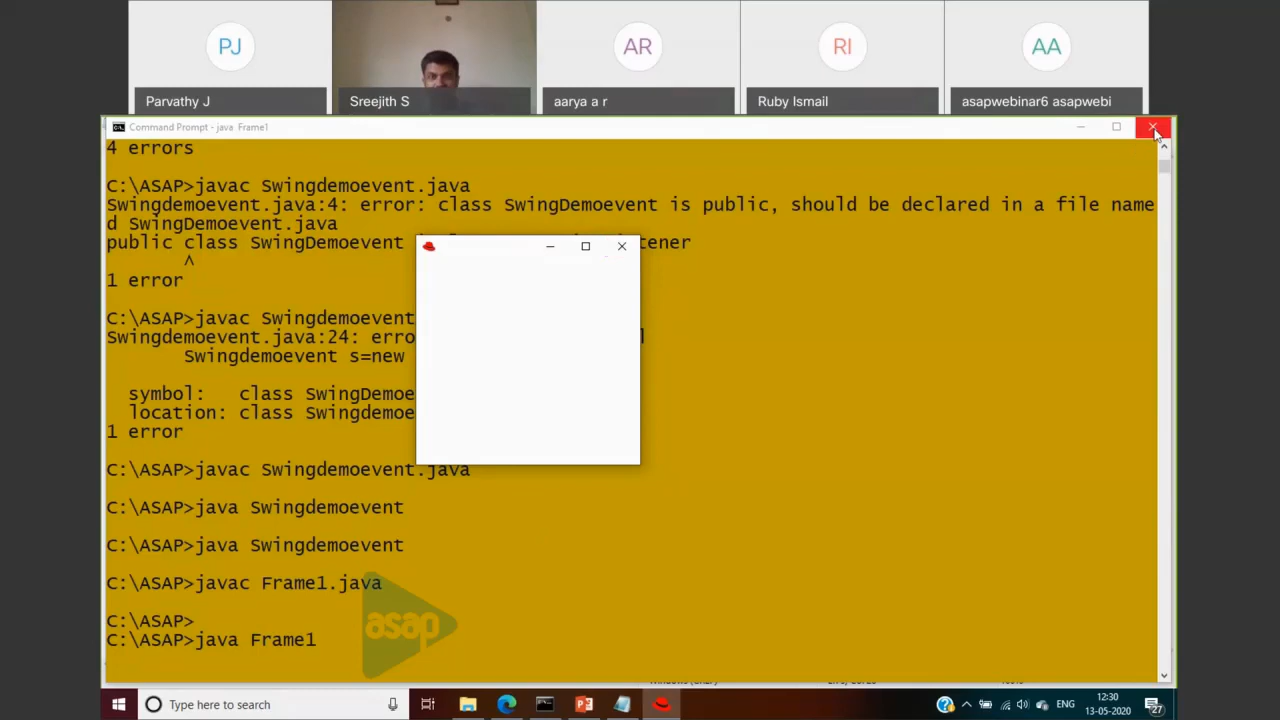 PJ
AR
RI
AA
Parvathy J
Sreejith S
aarya a r
Ruby Ismail
asapwebinar6 asapwebi
Command Prompt - java Frame1
4 errors
C:\ASAP>javac Swingdemoevent.java
Swingdemoevent.java:4: error: class SwingDemoevent is public, should be declared in a file name
d SwingDemoevent.java
public class SwingDemoevent tener
^
1 error
C:\ASAP>javac Swingdemoevent
Swingdemoevent.java:24: erro
Swingdemoevent s=new
symbol: class SwingDemoe
location: class Swingdemoe
1 error
C:\ASAP>javac Swingdemoevent.java
C:\ASAP>java Swingdemoevent
C:\ASAP>java Swingdemoevent
C:\ASAP>javac Frame1.java
C:\ASAP>
C:\ASAP>java Frame1
asap
Type here to search
ENG
12:30
13-05-2020
27